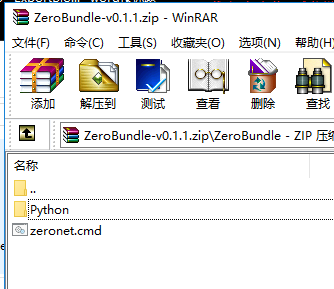 ZeroBundle-v0.1.1.zip - WinRAR
文件(F) 命令(C) 工具(S) 收藏夹(O) 选项(N) 帮助(H)
添加 解压到 测试 查看 删除 查找
ZeroBundle-v0.1.1.zip\ZeroBundle - ZIP 压缩
名称
..
Python
zeronet.cmd